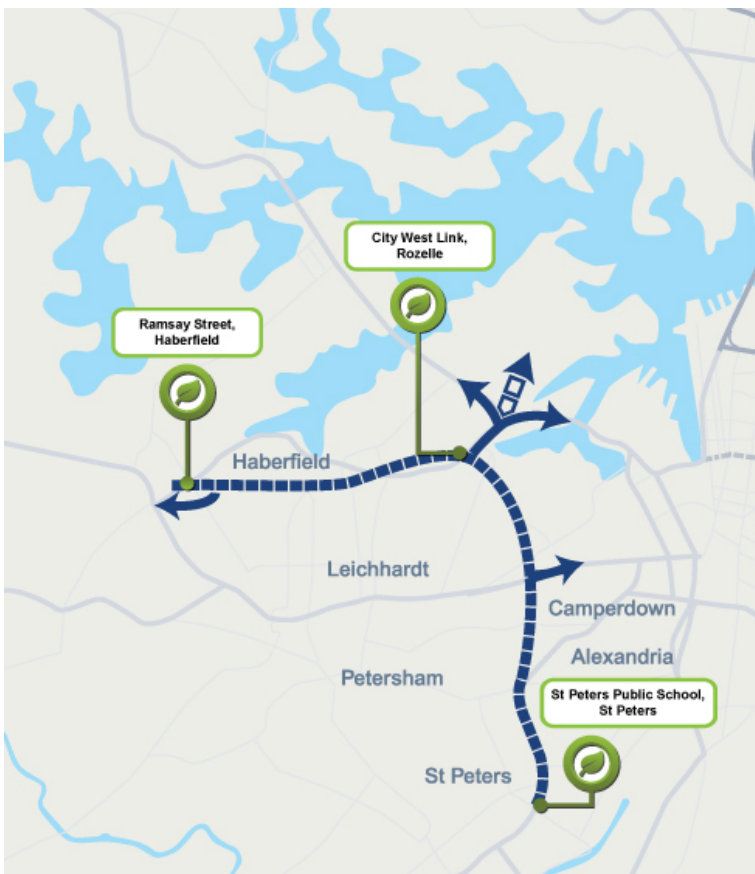 City West Link,
Rozelle
Ramsay Street,
Haberfield
Haberfield
Leichhardt
Camperdown
Alexandria
Petersham
St Peters Public School,
St Peters
St Peters